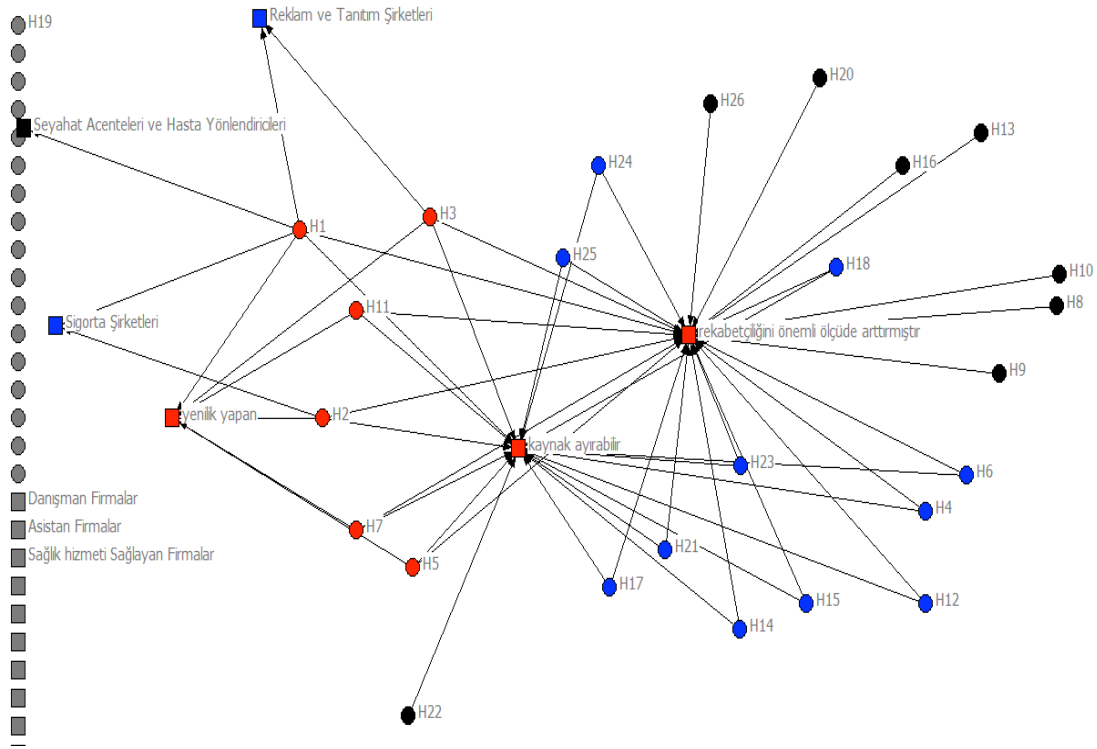 H19
Reklam ve Tanıtım Şirketleri
H20
H26
Seyahat Acenteleri ve Hasta Yönlendiricileri
H13
H24
H16
H3
H1
H25
H18
H10
H11
H8
Sigorta Şirketleri
rekabetçiliğini önemli ölçüde arttırmıştır
H9
yenilik yapan
H2
kaynak ayırabilir
H23
H6
Danışman Firmalar
H4
Asistan Firmalar
H7
H21
Sağlık hizmeti Sağlayan Firmalar
H5
H17
H15
H12
H14
H22